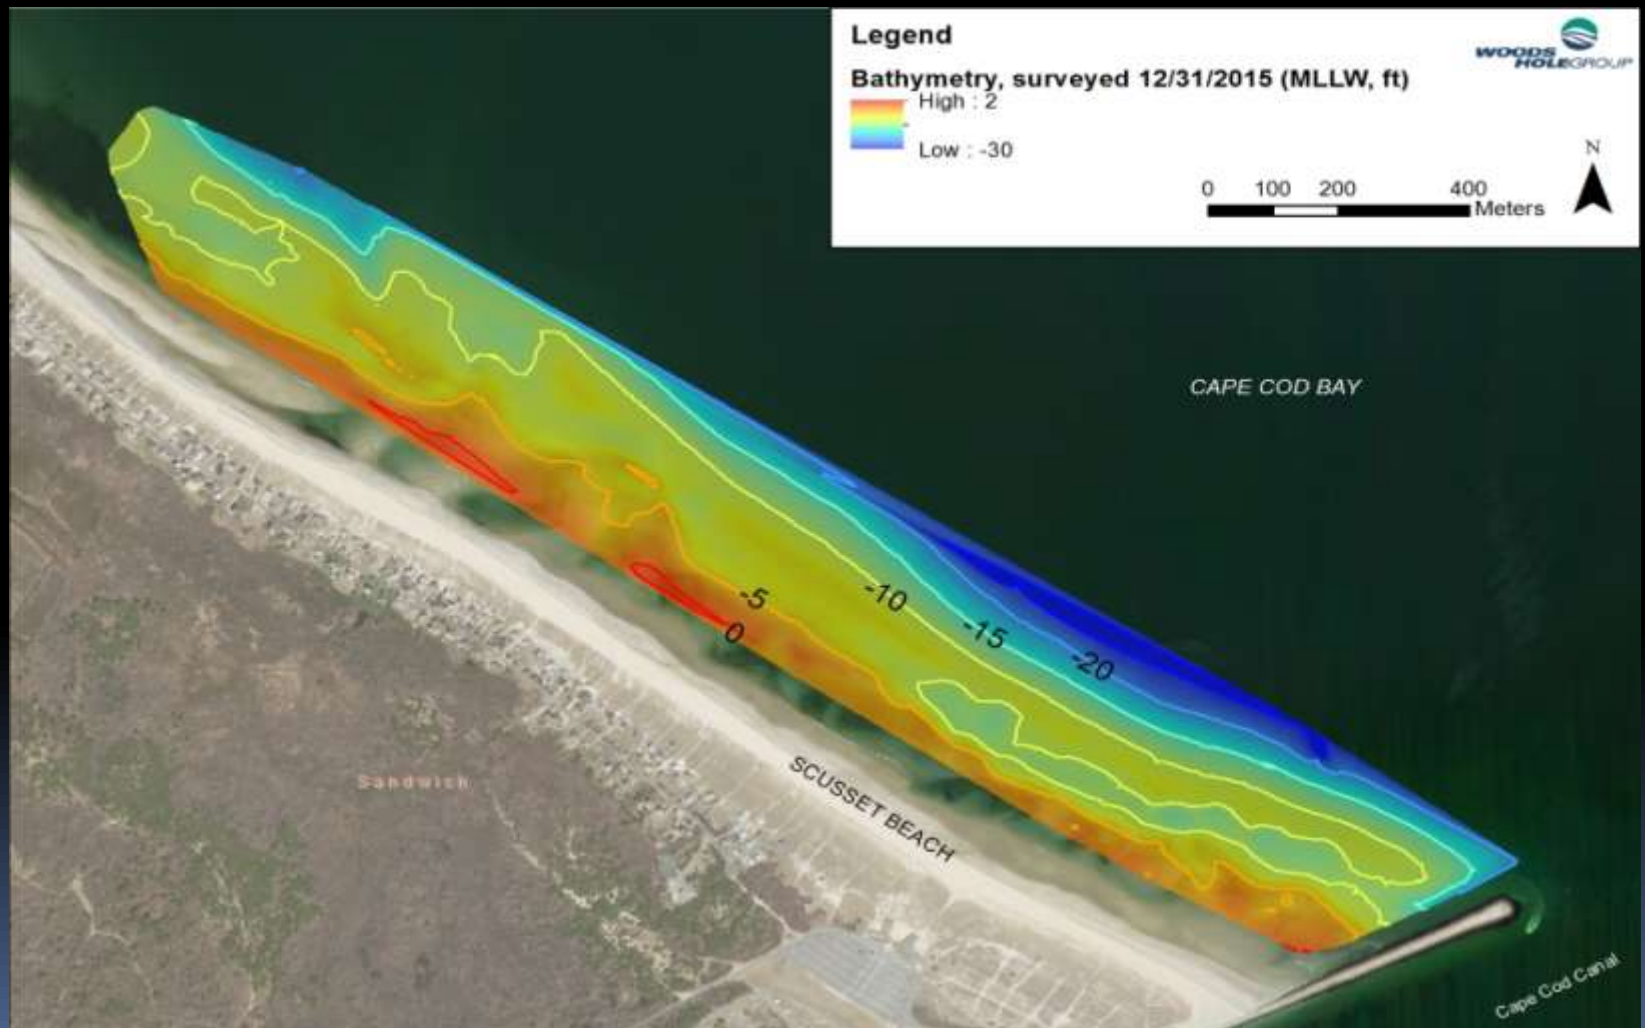 Legend
WOODS
HOLE GROUP
Bathymetry, surveyed 12/31/2015 (MLLW, ft)
High : 2
Low : -30
N
0 100 200 400
Meters
CAPE COD BAY
-5
-10
0
-15
-20
SCUSSET BEACH
Sandwich
Cape Cod Canal